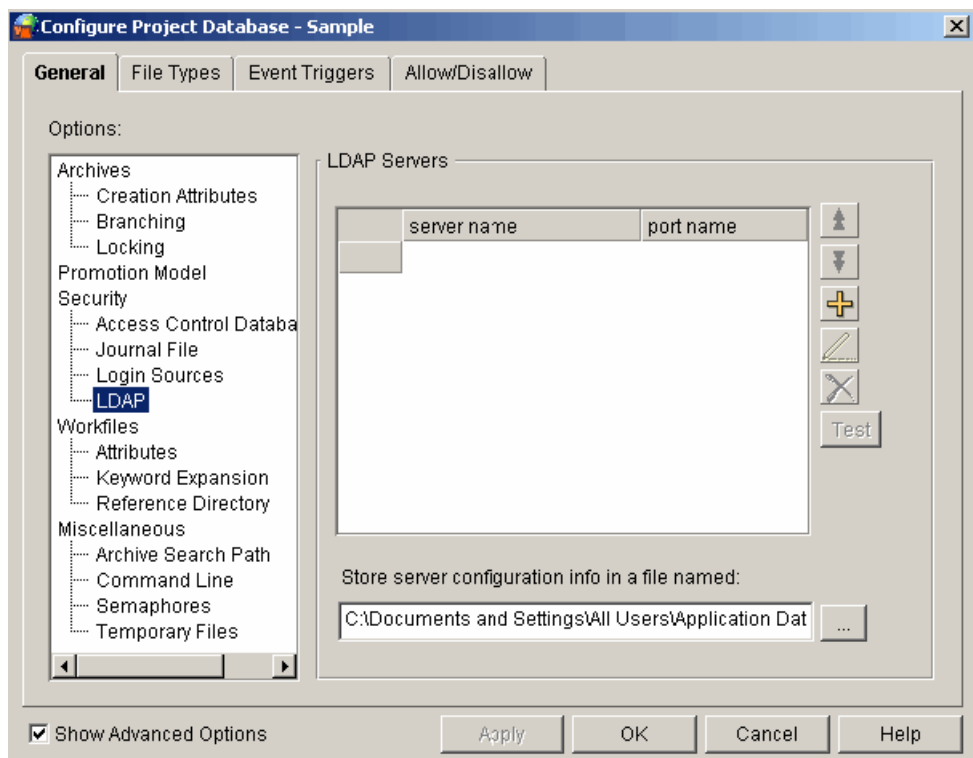 Configure Project Database - Sample
General File Types Event Triggers Allow/Disallow
Options:
Archives
Creation Attributes
Branching
Locking
Promotion Model
Security
Access Control Databa
Journal File
Login Sources
LDAP
Workfiles
Attributes
Keyword Expansion
Reference Directory
Miscellaneous
Archive Search Path
Command Line
Semaphores
Temporary Files
LDAP Servers
server name port name
Test
Store server configuration info in a file named:
C:\Documents and Settings\All Users\Application Dat ...
Show Advanced Options Apply OK Cancel Help